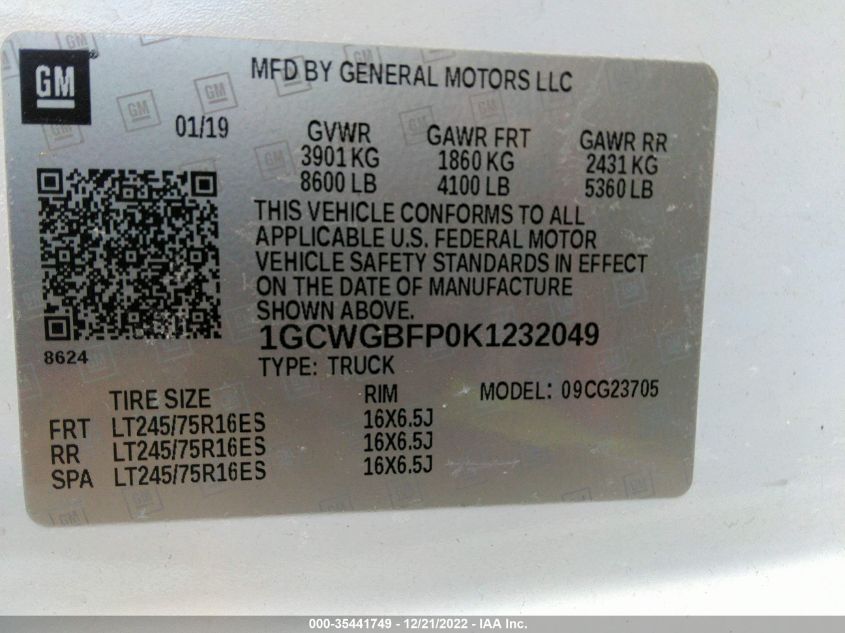 GM
MFD BY GENERAL MOTORS LLC
01/19
GVWR GAWR FRT GAWR RR
3901 KG 1860 KG 2431 KG
8600 LB 4100 LB 5360 LB
THIS VEHICLE CONFORMS TO ALL
APPLICABLE U.S. FEDERAL MOTOR
VEHICLE SAFETY STANDARDS IN EFFECT
ON THE DATE OF MANUFACTURE
SHOWN ABOVE.
8624
1GCWGBFP0K1232049
TYPE: TRUCK
MODEL: 09CG23705
TIRE SIZE RIM
FRT LT245/75R16ES 16X6.5J
RR LT245/75R16ES 16X6.5J
SPA LT245/75R16ES 16X6.5J
000-35441749 - 12/21/2022 - IAA Inc.